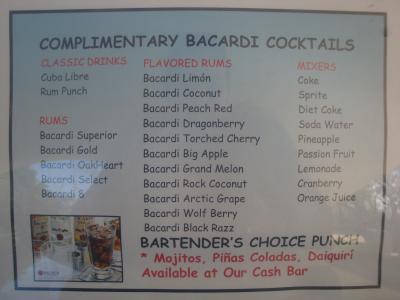 COMPLIMENTARY BACARDI COCKTAILS
CLASSIC DRINKS
Cuba Libre
Rum Punch
RUMS
Bacardi Superior
Bacardi Gold
Bacardi OakHeart
Bacardi Select
Bacardi 8
FLAVORED RUMS
Bacardi Limón
Bacardi Coconut
Bacardi Peach Red
Bacardi Dragonberry
Bacardi Torched Cherry
Bacardi Big Apple
Bacardi Grand Melon
Bacardi Rock Coconut
Bacardi Arctic Grape
Bacardi Wolf Berry
Bacardi Black Razz
MIXERS
Coke
Sprite
Diet Coke
Soda Water
Pineapple
Passion Fruit
Lemonade
Cranberry
Orange Juice
BARTENDER'S CHOICE PUNCH
* Mojitos, Piñas Coladas, Daiquirí
Available at Our Cash Bar